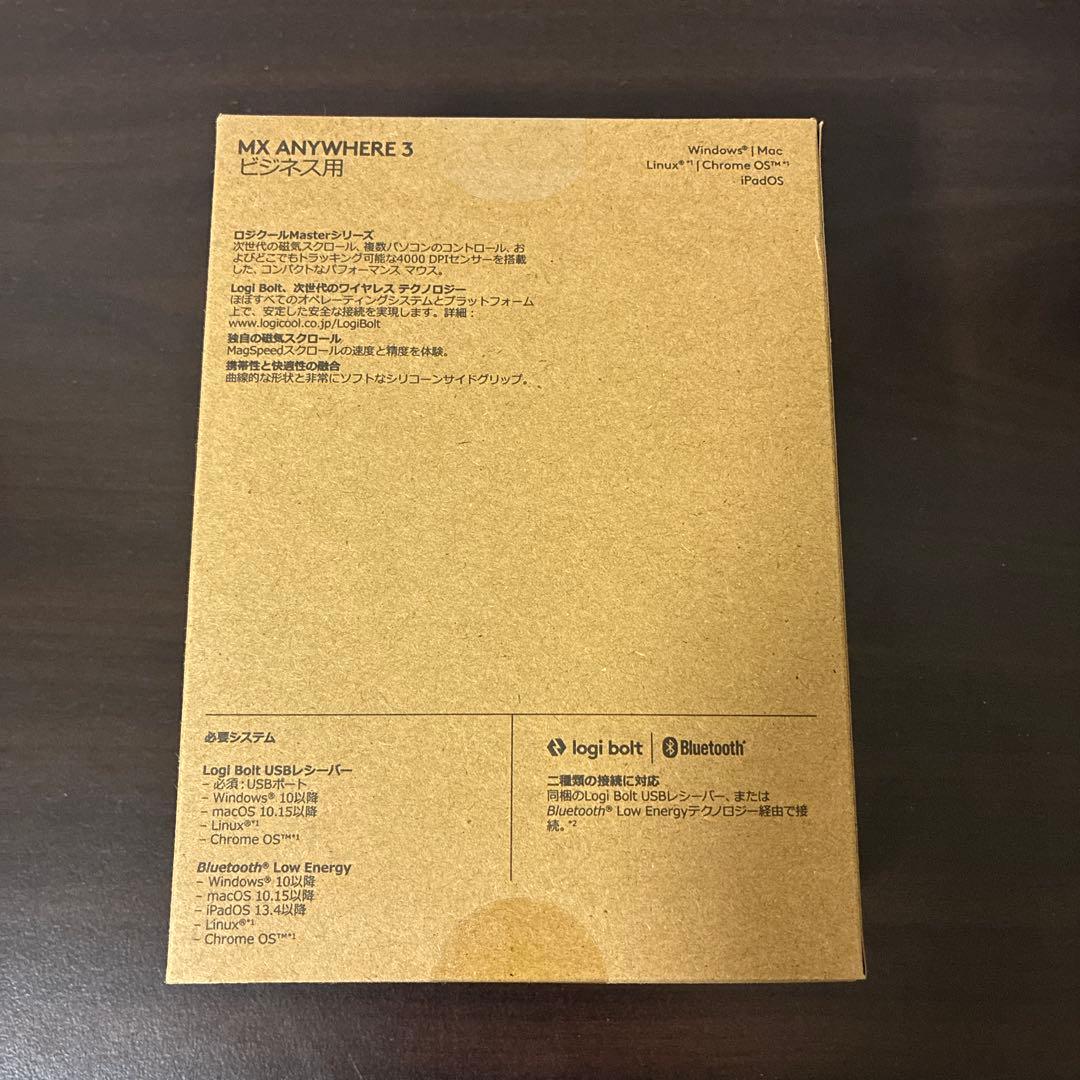 MX ANYWHERE 3
ビジネス用
Windows® | Mac
Linux®*1 | Chrome OS™*1
iPadOS
ロジクールMasterシリーズ
次世代の磁気スクロール、複数パソコンのコントロール、お
よびどこでもトラッキング可能な4000 DPIセンサーを搭載
した、コンパクトなパフォーマンス マウス。
Logi Bolt、次世代のワイヤレス テクノロジー
ほぼすべてのオペレーティングシステムとプラットフォーム
上で、安定した安全な接続を実現します。詳細：
www.logicool.co.jp/LogiBolt
独自の磁気スクロール
MagSpeedスクロールの速度と精度を体験。
携帯性と快適性の融合
曲線的な形状と非常にソフトなシリコーンサイドグリップ。
必要システム
Logi Bolt USBレシーバー
– 必須：USBポート
– Windows® 10以降
– macOS 10.15以降
– Linux®*1
– Chrome OS™*1
Bluetooth® Low Energy
– Windows® 10以降
– macOS 10.15以降
– iPadOS 13.4以降
– Linux®*1
– Chrome OS™*1
logi bolt | Bluetooth®
二種類の接続に対応
同梱のLogi Bolt USBレシーバー、または
Bluetooth® Low Energyテクノロジー経由で接
続。*2